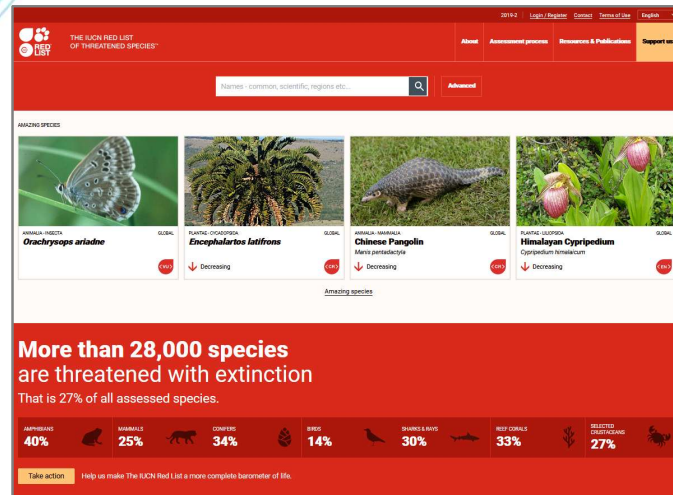 2019-2 Login / Register Contact Terms of Use English
THE IUCN RED LIST
OF THREATENED SPECIES™
RED
LIST
About Assessment process Resources & Publications Support us
Names - common, scientific, regions etc...
Advanced
AMAZING SPECIES
ANIMALIA - INSECTA GLOBAL
Orachrysops ariadne
VU
PLANTAE - CYCADOPSIDA GLOBAL
Encephalartos latifrons
Decreasing
CR
ANIMALIA - MAMMALIA GLOBAL
Chinese Pangolin
Manis pentadactyla
Decreasing
CR
PLANTAE - LILIOPSIDA GLOBAL
Himalayan Cypripedium
Cypripedium himalaicum
Decreasing
EN
Amazing species
More than 28,000 species
are threatened with extinction
That is 27% of all assessed species.
AMPHIBIANS
40%
MAMMALS
25%
CONIFERS
34%
BIRDS
14%
SHARKS & RAYS
30%
REEF CORALS
33%
SELECTED
CRUSTACEANS
27%
Take action Help us make The IUCN Red List a more complete barometer of life.